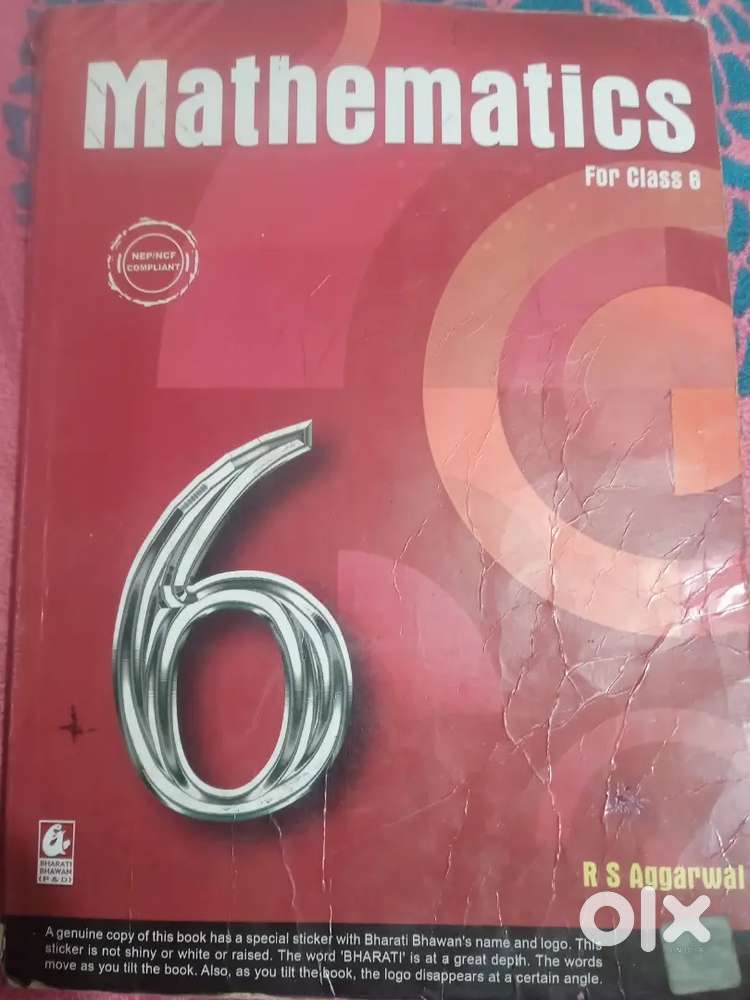 Mathematics
For Class 6
NEP/NCF
COMPLIANT
6
BHARATI
BHAWAN
(P & D)
R S Aggarwal
olx
A genuine copy of this book has a special sticker with Bharati Bhawan's name and logo. This
sticker is not shiny or white or raised. The word 'BHARATI' is at a great depth. The words
move as you tilt the book. Also, as you tilt the book, the logo disappears at a certain angle.